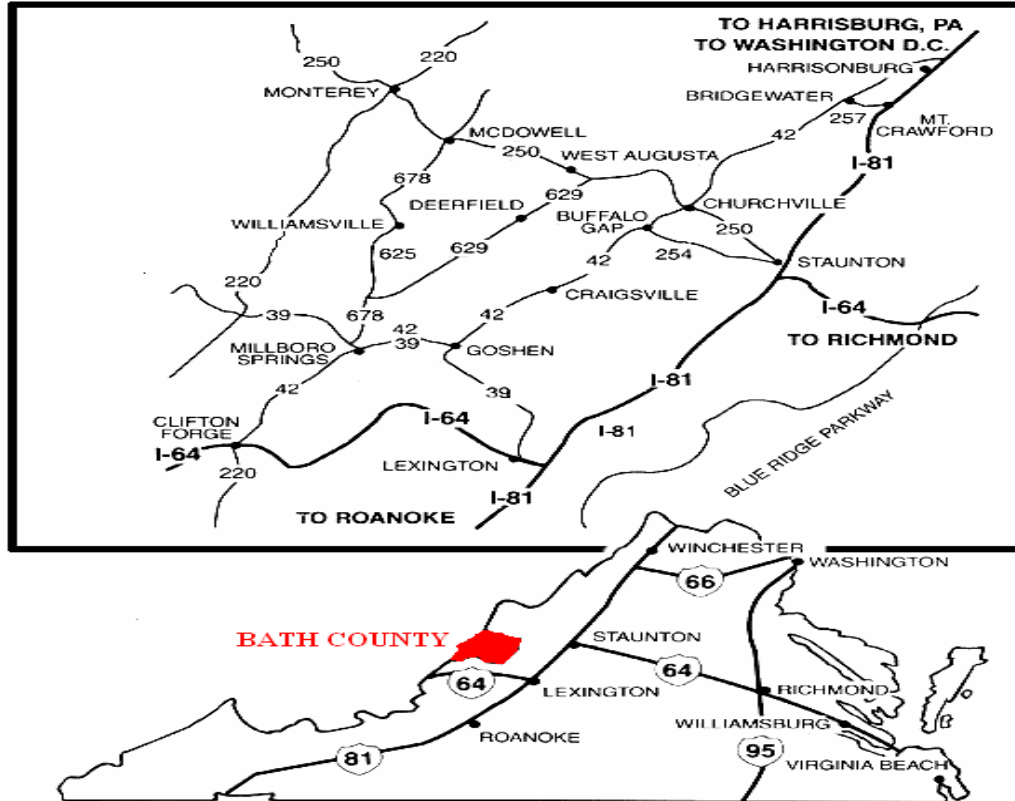 TO HARRISBURG, PA
TO WASHINGTON D.C.
HARRISONBURG
220
250
MONTEREY
BRIDGEWATER
257
MT.
CRAWFORD
MCDOWELL
42
250
WEST AUGUSTA
I-81
678
629
DEERFIELD
CHURCHVILLE
WILLIAMSVILLE
BUFFALO
GAP
250
625
629
254
42
STAUNTON
220
CRAIGSVILLE
I-64
39
678
42
42
39
TO RICHMOND
MILLBORO
SPRINGS
GOSHEN
I-81
42
39
BLUE RIDGE PARKWAY
CLIFTON
FORGE
I-64
I-81
I-64
LEXINGTON
220
I-81
TO ROANOKE
WINCHESTER
WASHINGTON
66
BATH COUNTY
STAUNTON
64
64
LEXINGTON
RICHMOND
WILLIAMSBURG
ROANOKE
81
95
VIRGINIA BEACH